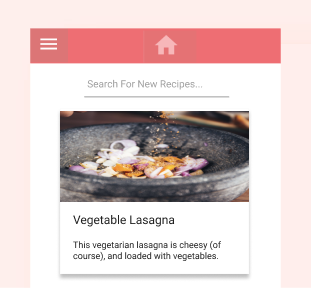 Search For New Recipes...
Vegetable Lasagna
This vegetarian lasagna is cheesy (of
course), and loaded with vegetables.